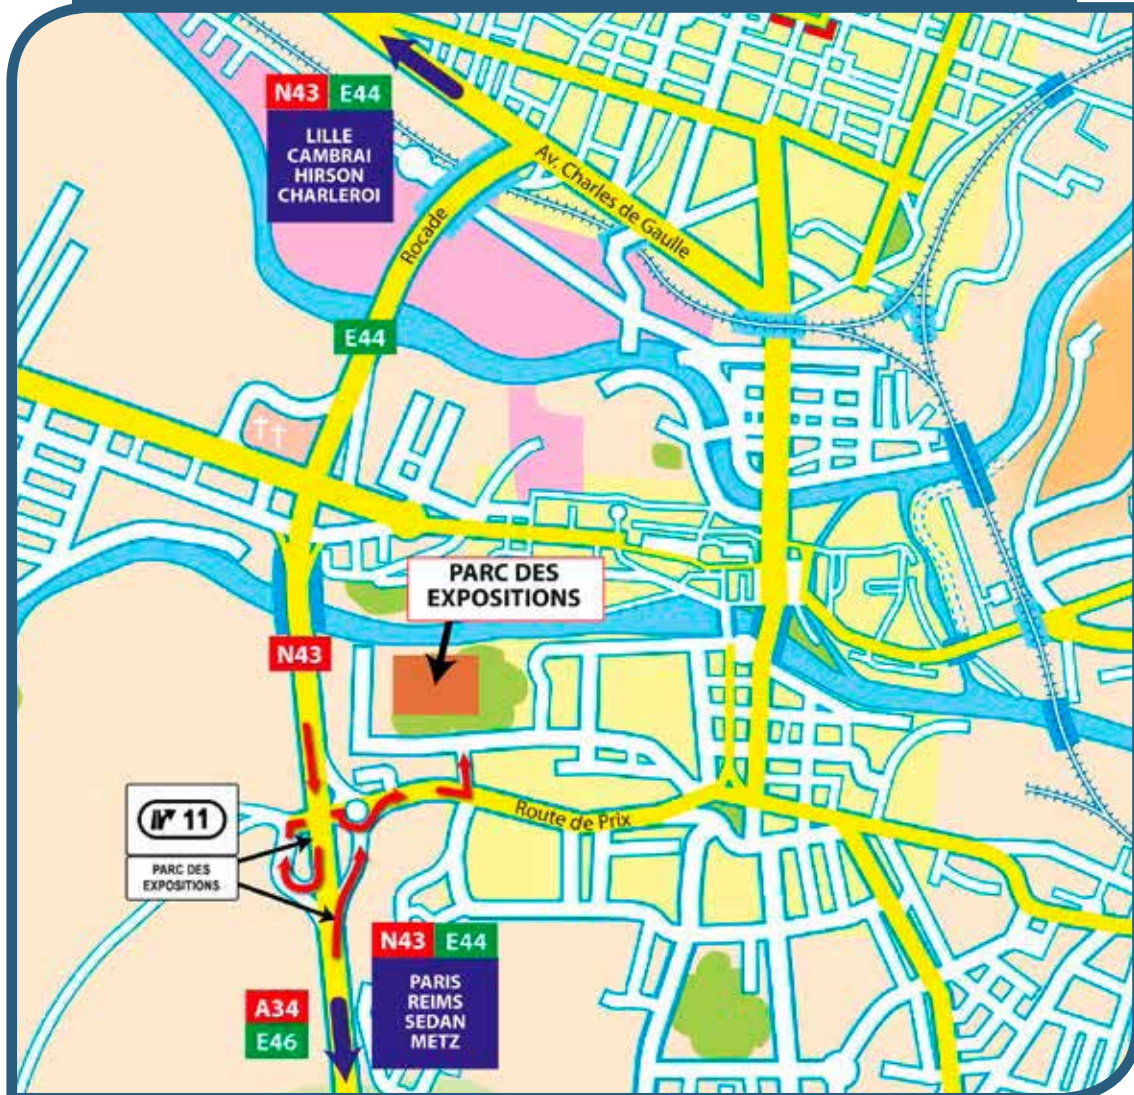 N43 E44
LILLE
CAMBRAI
HIRSON
CHARLEROI
Av. Charles de Gaulle
Rocade
E44
PARC DES
EXPOSITIONS
N43
11
PARC DES
EXPOSITIONS
Route de Prix
N43 E44
PARIS
REIMS
SEDAN
METZ
A34
E46